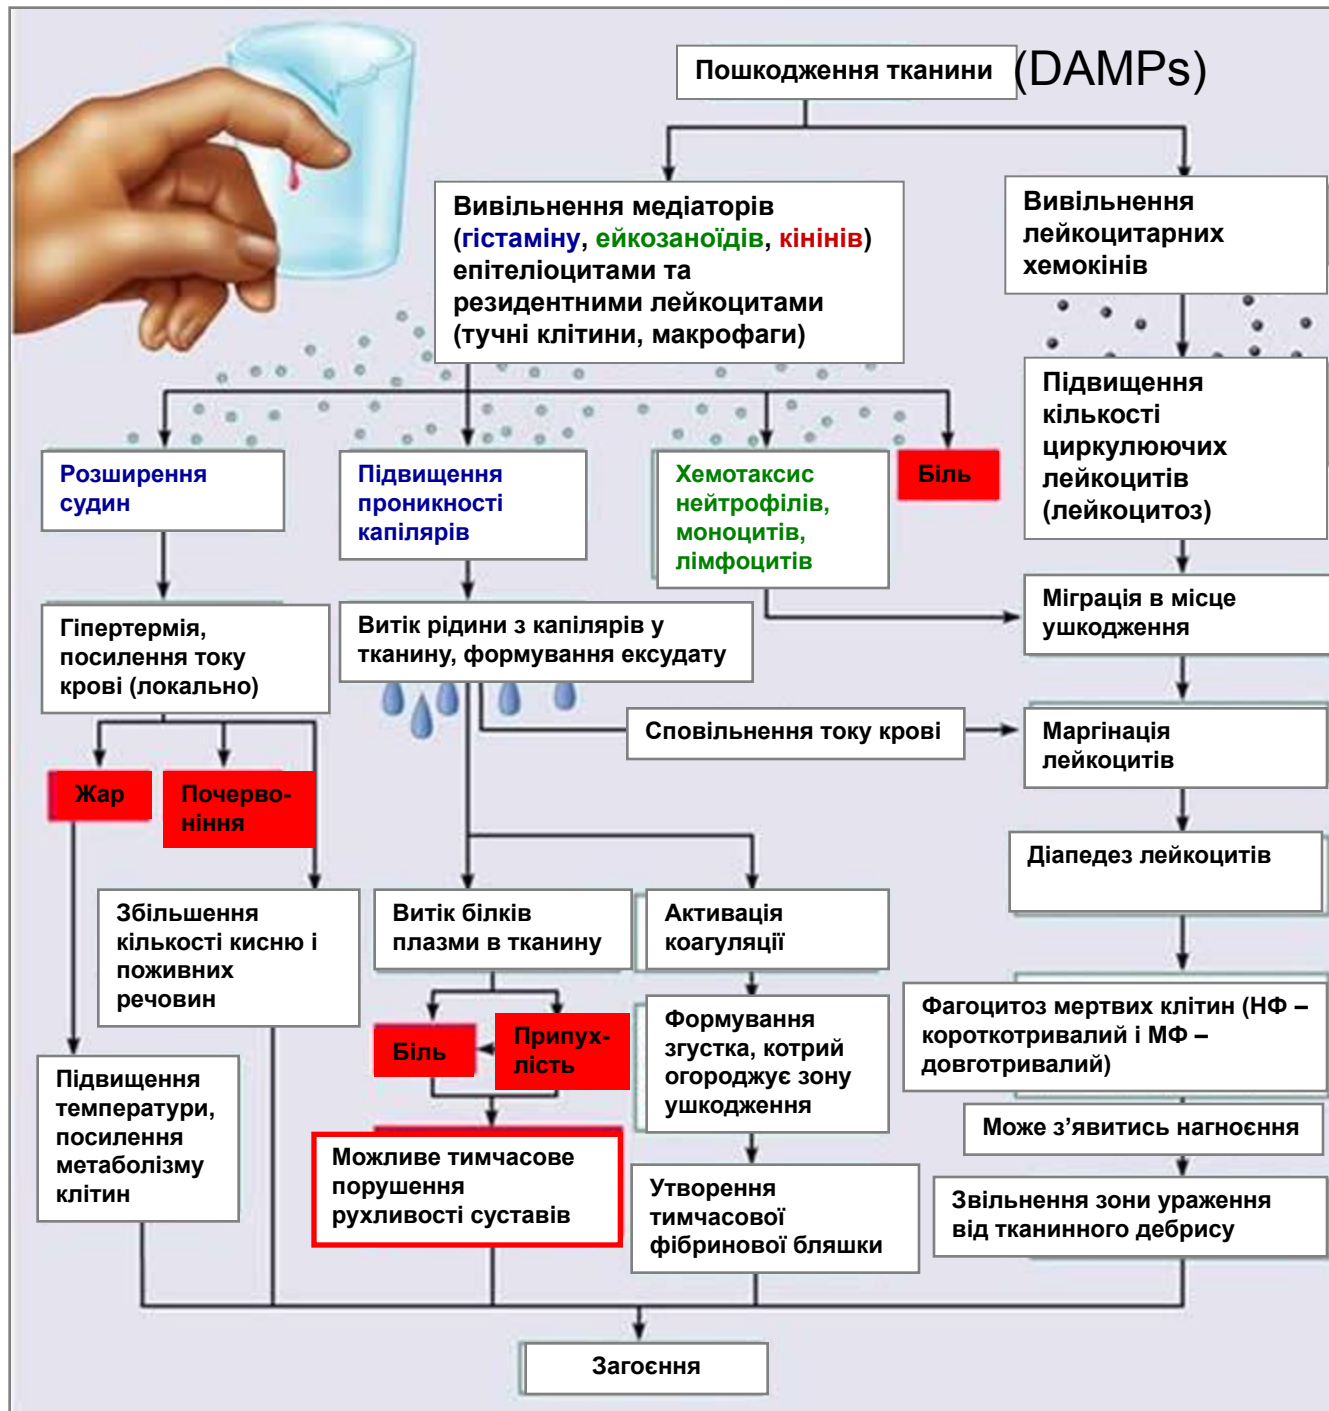 Пошкодження тканини (DAMPs)
Вивільнення медіаторів
(гістаміну, ейкозаноїдів, кінінів)
епітеліоцитами та
резидентними лейкоцитами
(тучні клітини, макрофаги)
Вивільнення
лейкоцитарних
хемокінів
Розширення
судин
Підвищення
проникності
капілярів
Хемотаксис
нейтрофілів,
моноцитів,
лімфоцитів
Біль
Підвищення
кількості
циркулюючих
лейкоцитів
(лейкоцитоз)
Гіпертермія,
посилення току
крові (локально)
Витік рідини з капілярів у
тканину, формування ексудату
Міграція в місце
ушкодження
Сповільнення току крові
Маргінація
лейкоцитів
Жар
Почерво-
ніння
Діапедез лейкоцитів
Збільшення
кількості кисню і
поживних
речовин
Витік білків
плазми в тканину
Активація
коагуляції
Біль
Припух-
лість
Формування
згустка, котрий
огороджує зону
ушкодження
Фагоцитоз мертвих клітин (НФ –
короткотривалий і МФ –
довготривалий)
Підвищення
температури,
посилення
метаболізму
клітин
Можливе тимчасове
порушення
рухливості суставів
Утворення
тимчасової
фібринової бляшки
Може з’явитись нагноєння
Звільнення зони ураження
від тканинного дебрису
Загоєння